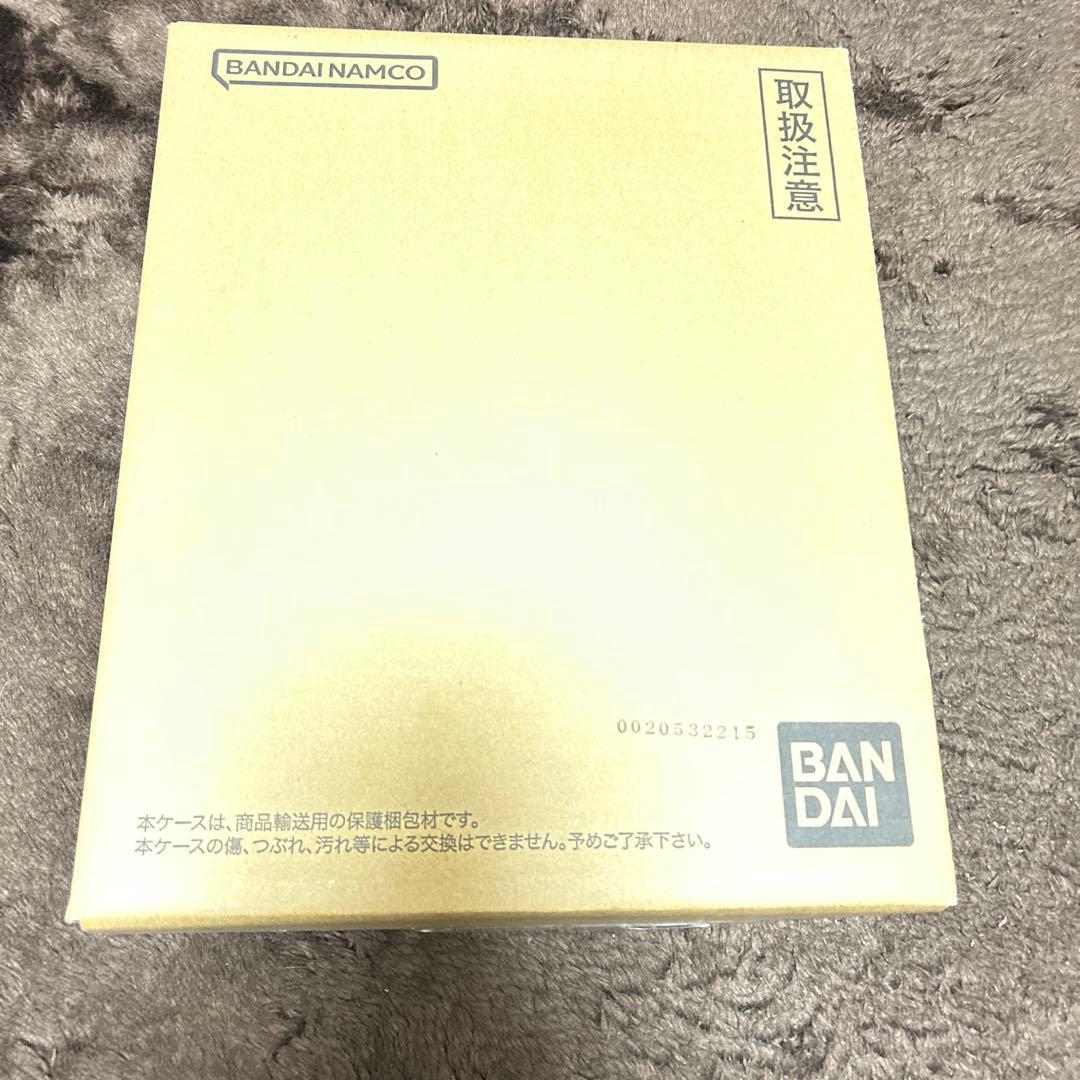 BANDAI NAMCO
取扱注意
0020532215
BAN
DAI
本ケースは、商品輸送用の保護梱包材です。
本ケースの傷、つぶれ、汚れ等による交換はできません。予めご了承下さい。